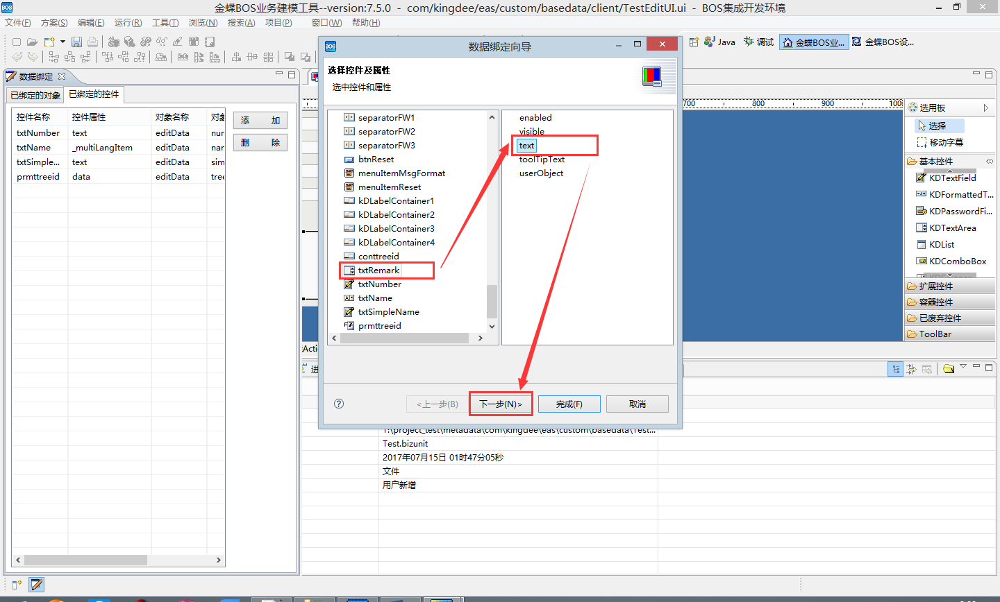 BOS 金蝶BOS业务建模工具--version:7.5.0 - com/kingdee/eas/custom/basedata/client/TestEditUI.ui - BOS集成开发环境
文件(F) 方案(S) 编辑(E) 运行(R) 工具(T) 浏览(N) 搜索(A) 项目(P) 窗口(W) 帮助(H)
Java 调试 金蝶BOS业... 金蝶BOS设...
数据绑定
已绑定的对象 已绑定的控件
控件名称 控件属性 对象名称 对象
txtNumber text editData nur
txtName _multiLangItem editData nar
txtSimple... text editData sim
prmttreeid data editData tree
添 加
删 除
BOS 数据绑定向导
选择控件及属性
选中控件和属性
separatorFW1
separatorFW2
separatorFW3
btnReset
menuItemMsgFormat
menuItemReset
kDLabelContainer1
kDLabelContainer2
kDLabelContainer3
kDLabelContainer4
conttreeid
txtRemark
txtNumber
txtName
txtSimpleName
prmttreeid
enabled
visible
text
toolTipText
userObject
<上一步(B) 下一步(N)> 完成(F) 取消
700 800 900 1000
选用板
选择
移动字幕
基本控件
KDTextField
KDFormattedT...
KDPasswordFi...
KDTextArea
KDList
KDComboBox
扩展控件
容器控件
已废弃控件
ToolBar
tActi
进
T:\project_test\metadata\com\kingdee\eas\custom\basedata\Test...
Test.bizunit
2017年07月15日 01时47分05秒
文件
用户新增